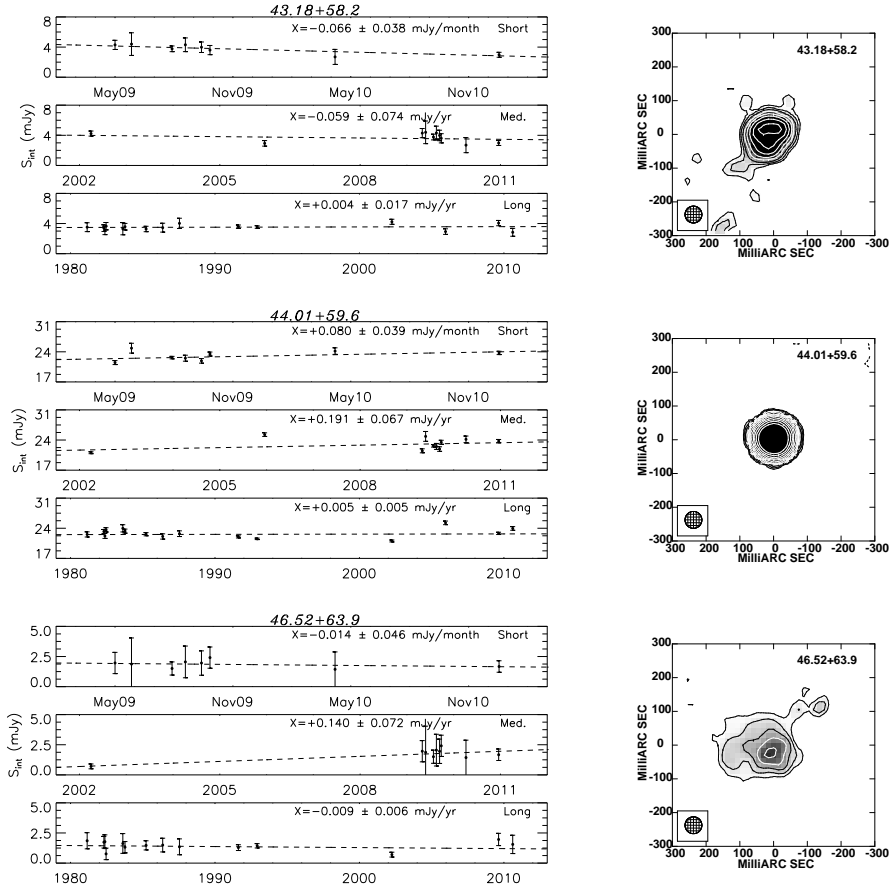 43.18+58.2
8
4
0
X=−0.066 ± 0.038 mJy/month Short
May09 Nov09 May10 Nov10
8
4
0
X=−0.059 ± 0.074 mJy/yr Med.
S_int (mJy)
2002 2005 2008 2011
8
4
0
X=+0.004 ± 0.017 mJy/yr Long
1980 1990 2000 2010
43.18+58.2
MilliARC SEC
300
200
100
0
-100
-200
-300
300 200 100 0 -100 -200 -300
MilliARC SEC
44.01+59.6
31
24
17
X=+0.080 ± 0.039 mJy/month Short
May09 Nov09 May10 Nov10
31
24
17
X=+0.191 ± 0.067 mJy/yr Med.
S_int (mJy)
2002 2005 2008 2011
31
24
17
X=+0.005 ± 0.005 mJy/yr Long
1980 1990 2000 2010
44.01+59.6
MilliARC SEC
300
200
100
0
-100
-200
-300
300 200 100 0 -100 -200 -300
MilliARC SEC
46.52+63.9
5.0
2.5
0.0
X=−0.014 ± 0.046 mJy/month Short
May09 Nov09 May10 Nov10
5.0
2.5
0.0
X=+0.140 ± 0.072 mJy/yr Med.
S_int (mJy)
2002 2005 2008 2011
5.0
2.5
0.0
X=−0.009 ± 0.006 mJy/yr Long
1980 1990 2000 2010
46.52+63.9
MilliARC SEC
300
200
100
0
-100
-200
-300
300 200 100 0 -100 -200 -300
MilliARC SEC